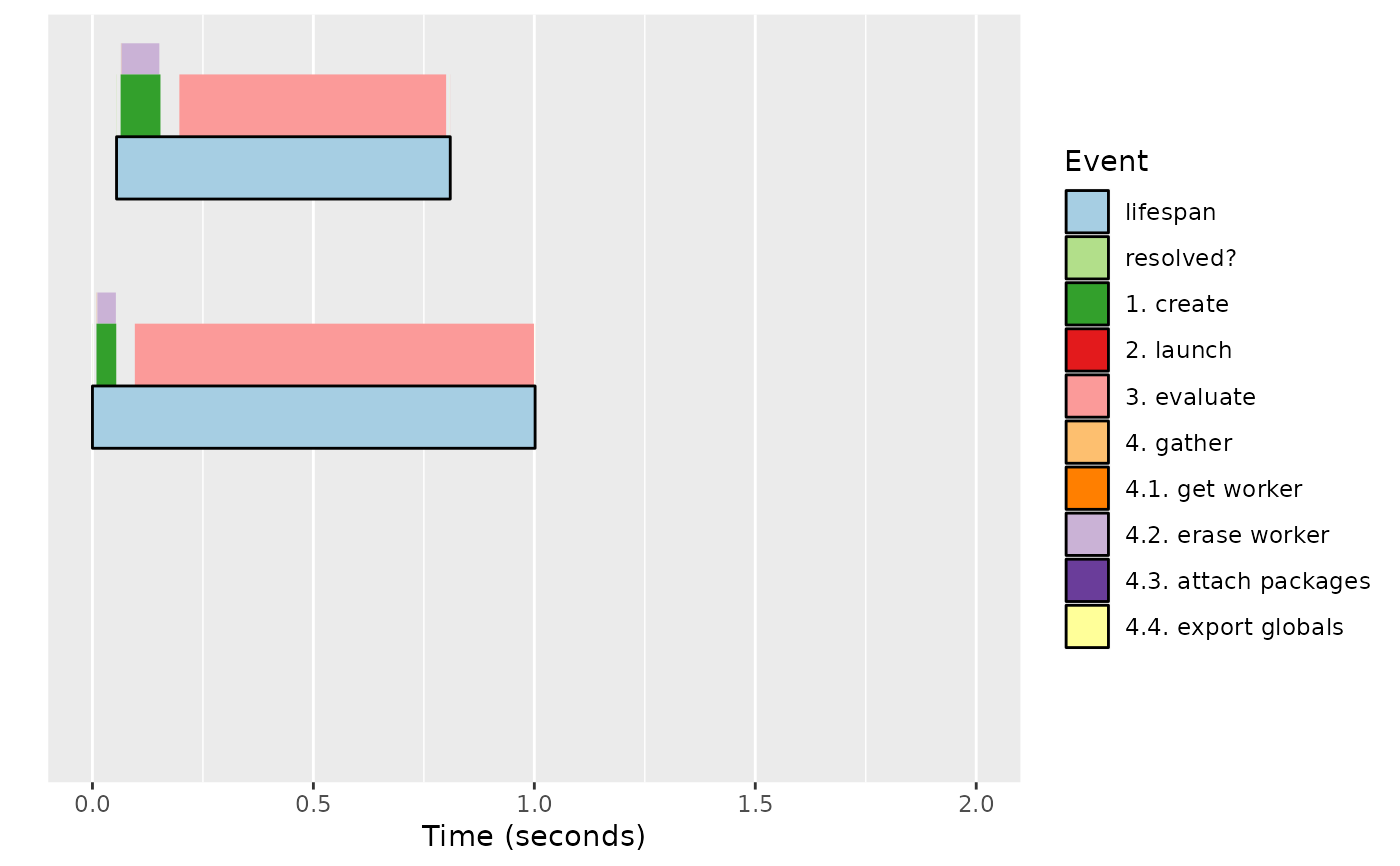 Event
lifespan
resolved?
1. create
2. launch
3. evaluate
4. gather
4.1. get worker
4.2. erase worker
4.3. attach packages
4.4. export globals
0.0 0.5 1.0 1.5 2.0
Time (seconds)